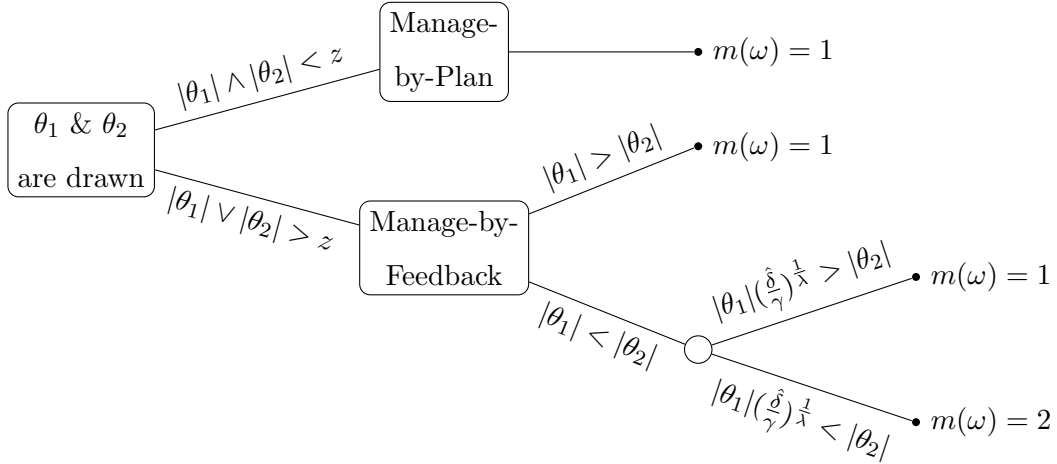 θ₁ & θ₂
are drawn
|θ₁| ∧ |θ₂| < z
Manage-
by-Plan
m(ω) = 1
|θ₁| ∨ |θ₂| > z
Manage-by-
Feedback
|θ₁| > |θ₂|
m(ω) = 1
|θ₁| < |θ₂|
|θ₁|(δ̂/γ)^{1/λ} > |θ₂|
m(ω) = 1
|θ₁|(δ̂/γ)^{1/λ} < |θ₂|
m(ω) = 2